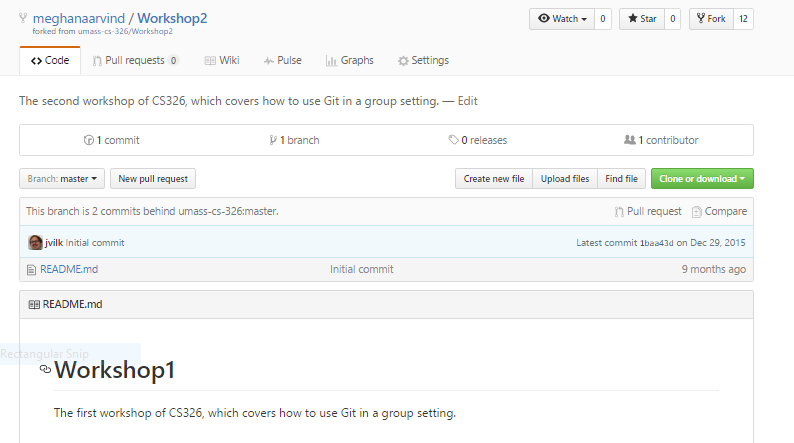 meghanaarvind / Workshop2
forked from umass-cs-326/Workshop2
Watch 0 Star 0 Fork 12
Code Pull requests 0 Wiki Pulse Graphs Settings
The second workshop of CS326, which covers how to use Git in a group setting. — Edit
1 commit 1 branch 0 releases 1 contributor
Branch: master New pull request Create new file Upload files Find file Clone or download
This branch is 2 commits behind umass-cs-326:master. Pull request Compare
jvilk Initial commit Latest commit 1baa43d on Dec 29, 2015
README.md Initial commit 9 months ago
README.md
Rectangular Snip
Workshop1
The first workshop of CS326, which covers how to use Git in a group setting.